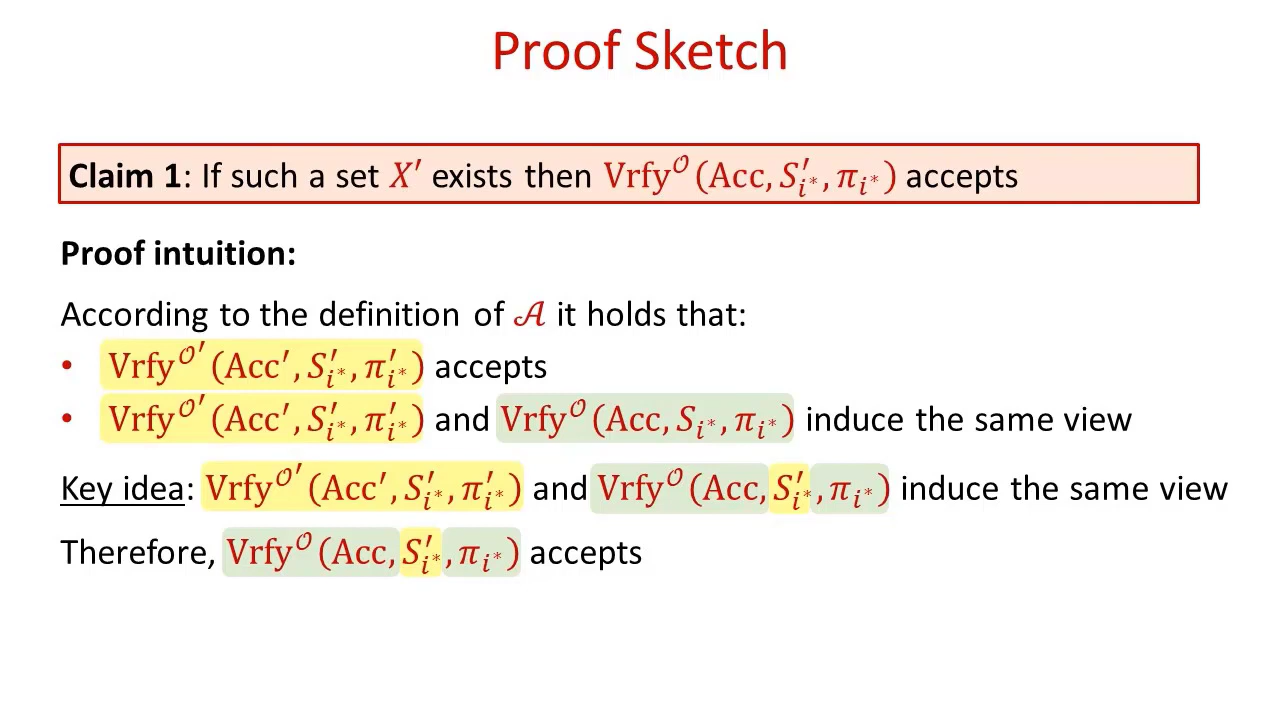 Proof Sketch
Claim 1: If such a set X′ exists then Vrfy^𝒪(Acc, S′_{i*}, π_{i*}) accepts
Proof intuition:
According to the definition of 𝒜 it holds that:
• Vrfy^𝒪′(Acc′, S′_{i*}, π′_{i*}) accepts
• Vrfy^𝒪′(Acc′, S′_{i*}, π′_{i*}) and Vrfy^𝒪(Acc, S_{i*}, π_{i*}) induce the same view
Key idea: Vrfy^𝒪′(Acc′, S′_{i*}, π′_{i*}) and Vrfy^𝒪(Acc, S′_{i*}, π_{i*}) induce the same view
Therefore, Vrfy^𝒪(Acc, S′_{i*}, π_{i*}) accepts